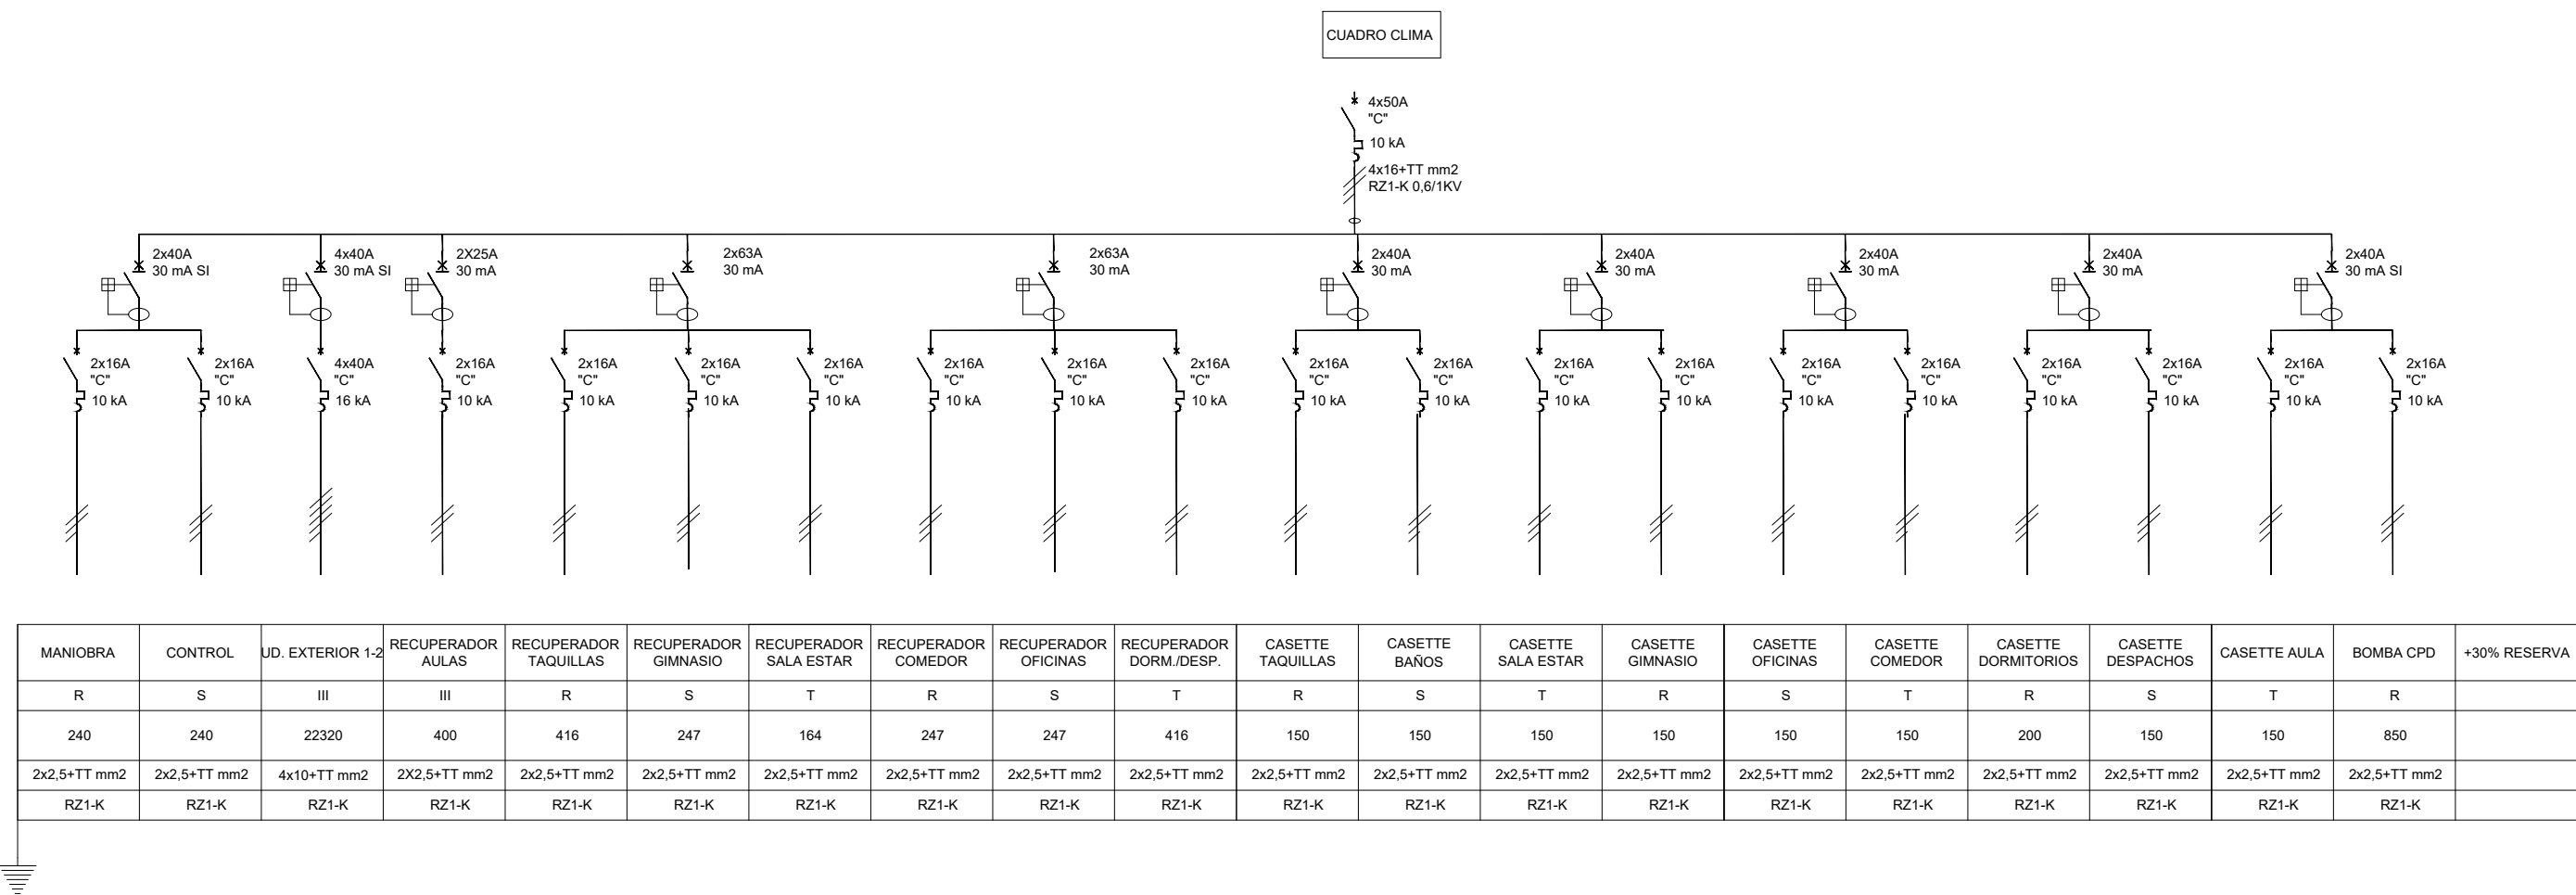 CUADRO CLIMA
4x50A
"C"
10 kA
4x16+TT mm2
RZ1-K 0,6/1KV
2x40A
30 mA SI
4x40A
30 mA SI
2X25A
30 mA
2x63A
30 mA
2x63A
30 mA
2x40A
30 mA
2x40A
30 mA
2x40A
30 mA
2x40A
30 mA
2x40A
30 mA SI
2x16A
"C"
10 kA
2x16A
"C"
10 kA
4x40A
"C"
16 kA
2x16A
"C"
10 kA
2x16A
"C"
10 kA
2x16A
"C"
10 kA
2x16A
"C"
10 kA
2x16A
"C"
10 kA
2x16A
"C"
10 kA
2x16A
"C"
10 kA
2x16A
"C"
10 kA
2x16A
"C"
10 kA
2x16A
"C"
10 kA
2x16A
"C"
10 kA
2x16A
"C"
10 kA
2x16A
"C"
10 kA
2x16A
"C"
10 kA
2x16A
"C"
10 kA
2x16A
"C"
10 kA
2x16A
"C"
10 kA
MANIOBRA
CONTROL
UD. EXTERIOR 1-2
RECUPERADOR
AULAS
RECUPERADOR
TAQUILLAS
RECUPERADOR
GIMNASIO
RECUPERADOR
SALA ESTAR
RECUPERADOR
COMEDOR
RECUPERADOR
OFICINAS
RECUPERADOR
DORM./DESP.
CASETTE
TAQUILLAS
CASETTE
BAÑOS
CASETTE
SALA ESTAR
CASETTE
GIMNASIO
CASETTE
OFICINAS
CASETTE
COMEDOR
CASETTE
DORMITORIOS
CASETTE
DESPACHOS
CASETTE AULA
BOMBA CPD
+30% RESERVA
R S III III R S T R S T R S T R S T R S T R
240 240 22320 400 416 247 164 247 247 416 150 150 150 150 150 150 200 150 150 850
2x2,5+TT mm2 2x2,5+TT mm2 4x10+TT mm2 2X2,5+TT mm2 2x2,5+TT mm2 2x2,5+TT mm2 2x2,5+TT mm2 2x2,5+TT mm2 2x2,5+TT mm2 2x2,5+TT mm2 2x2,5+TT mm2 2x2,5+TT mm2 2x2,5+TT mm2 2x2,5+TT mm2 2x2,5+TT mm2 2x2,5+TT mm2 2x2,5+TT mm2 2x2,5+TT mm2 2x2,5+TT mm2 2x2,5+TT mm2
RZ1-K RZ1-K RZ1-K RZ1-K RZ1-K RZ1-K RZ1-K RZ1-K RZ1-K RZ1-K RZ1-K RZ1-K RZ1-K RZ1-K RZ1-K RZ1-K RZ1-K RZ1-K RZ1-K RZ1-K